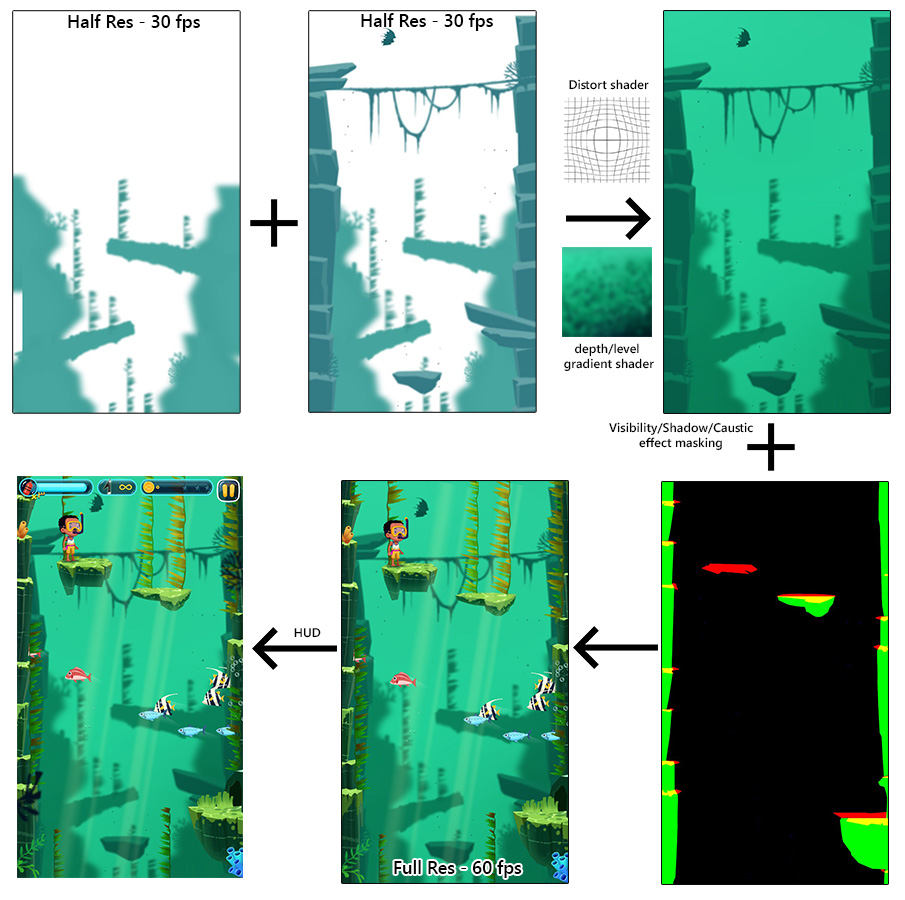 Half Res - 30 fps
Half Res - 30 fps
Distort shader
depth/level
gradient shader
Visibility/Shadow/Caustic
effect masking
HUD
Full Res - 60 fps